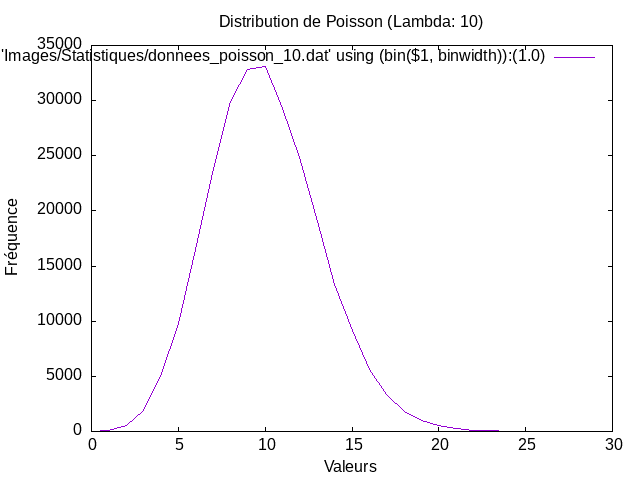 Distribution de Poisson (Lambda: 10)
'Images/Statistiques/donnees_poisson_10.dat' using (bin($1, binwidth)):(1.0)
35000
30000
25000
20000
15000
10000
5000
0
Fréquence
0 5 10 15 20 25 30
Valeurs